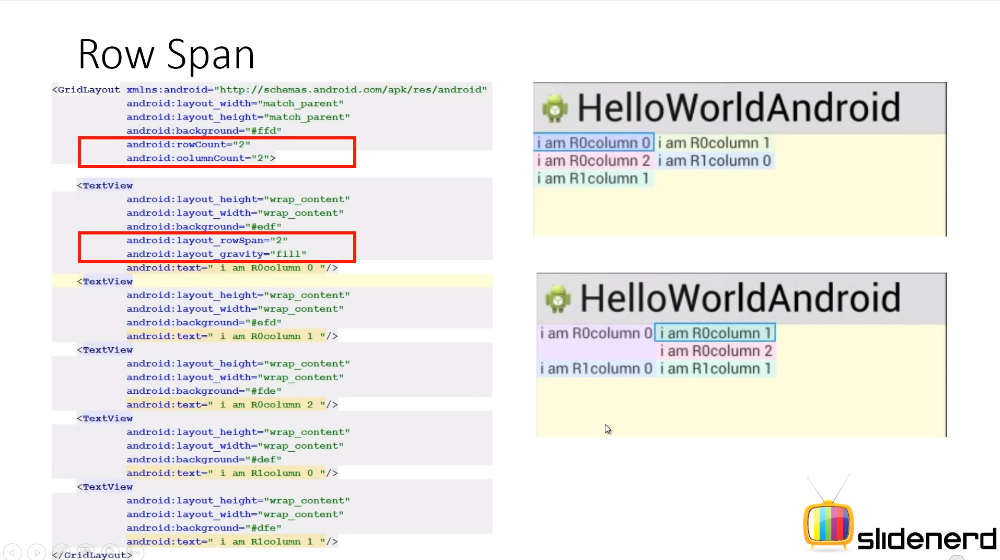 Row Span
<GridLayout xmlns:android="http://schemas.android.com/apk/res/android"
android:layout_width="match_parent"
android:layout_height="match_parent"
android:background="#ffd"
android:rowCount="2"
android:columnCount="2">
<TextView
android:layout_height="wrap_content"
android:layout_width="wrap_content"
android:background="#edf"
android:layout_rowSpan="2"
android:layout_gravity="fill"
android:text=" i am R0column 0 "/>
<TextView
android:layout_height="wrap_content"
android:layout_width="wrap_content"
android:background="#efd"
android:text=" i am R0column 1 "/>
<TextView
android:layout_height="wrap_content"
android:layout_width="wrap_content"
android:background="#fde"
android:text=" i am R0column 2 "/>
<TextView
android:layout_height="wrap_content"
android:layout_width="wrap_content"
android:background="#def"
android:text=" i am R1column 0 "/>
<TextView
android:layout_height="wrap_content"
android:layout_width="wrap_content"
android:background="#dfe"
android:text=" i am R1column 1 "/>
</GridLayout>
HelloWorldAndroid
i am R0column 0 i am R0column 1
i am R0column 2 i am R1column 0
i am R1column 1
HelloWorldAndroid
i am R0column 0 i am R0column 1
i am R0column 2
i am R1column 0 i am R1column 1
slidenerd